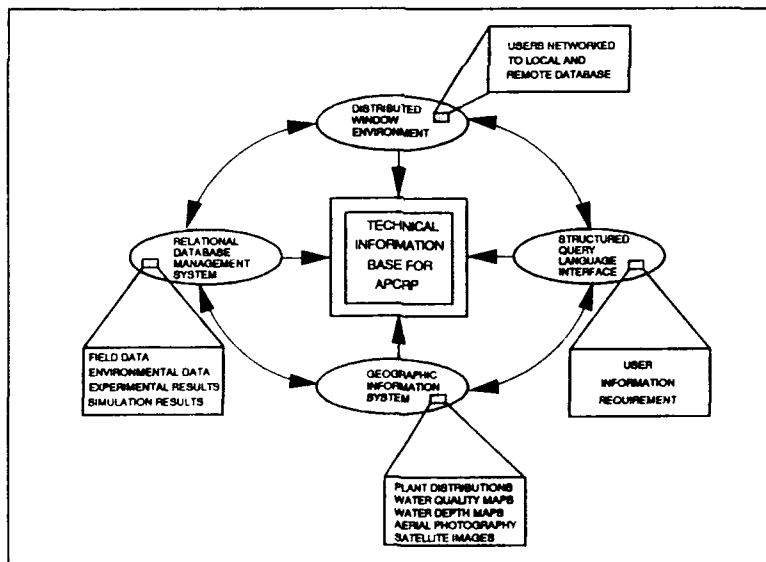 USERS NETWORKED
TO LOCAL AND
REMOTE DATABASE
DISTRIBUTED
WINDOW
ENVIRONMENT
TECHNICAL
INFORMATION
BASE FOR
APCRP
RELATIONAL
DATABASE
MANAGEMENT
SYSTEM
STRUCTURED
QUERY
LANGUAGE
INTERFACE
FIELD DATA
ENVIRONMENTAL DATA
EXPERIMENTAL RESULTS
SIMULATION RESULTS
GEOGRAPHIC
INFORMATION
SYSTEM
USER
INFORMATION
REQUIREMENT
PLANT DISTRIBUTIONS
WATER QUALITY MAPS
WATER DEPTH MAPS
AERIAL PHOTOGRAPHY
SATELLITE IMAGES